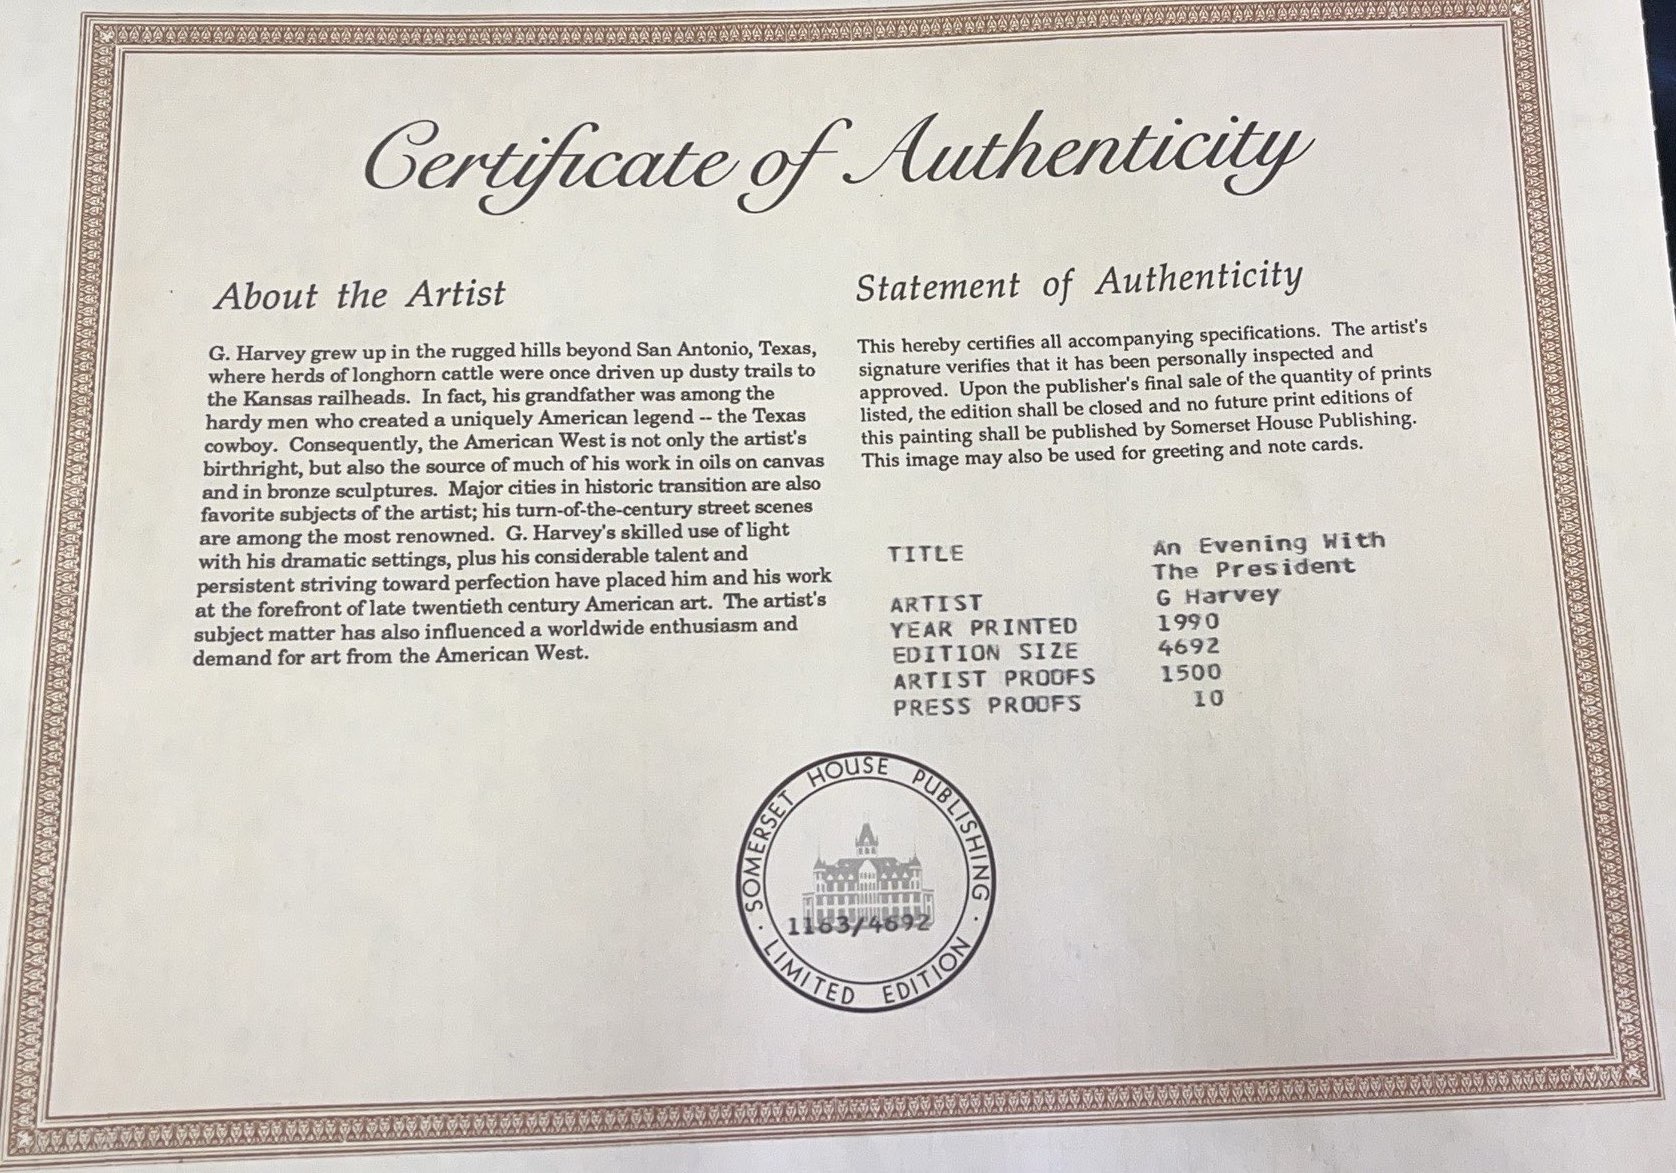 Certificate of Authenticity
About the Artist
G. Harvey grew up in the rugged hills beyond San Antonio, Texas,
where herds of longhorn cattle were once driven up dusty trails to
the Kansas railheads. In fact, his grandfather was among the
hardy men who created a uniquely American legend -- the Texas
cowboy. Consequently, the American West is not only the artist's
birthright, but also the source of much of his work in oils on canvas
and in bronze sculptures. Major cities in historic transition are also
favorite subjects of the artist; his turn-of-the-century street scenes
are among the most renowned. G. Harvey's skilled use of light
with his dramatic settings, plus his considerable talent and
persistent striving toward perfection have placed him and his work
at the forefront of late twentieth century American art. The artist's
subject matter has also influenced a worldwide enthusiasm and
demand for art from the American West.
Statement of Authenticity
This hereby certifies all accompanying specifications. The artist's
signature verifies that it has been personally inspected and
approved. Upon the publisher's final sale of the quantity of prints
listed, the edition shall be closed and no future print editions of
this painting shall be published by Somerset House Publishing.
This image may also be used for greeting and note cards.
TITLE An Evening With
The President
ARTIST G Harvey
YEAR PRINTED 1990
EDITION SIZE 4692
ARTIST PROOFS 1500
PRESS PROOFS 10
SOMERSET HOUSE PUBLISHING
1163/4692
LIMITED EDITION